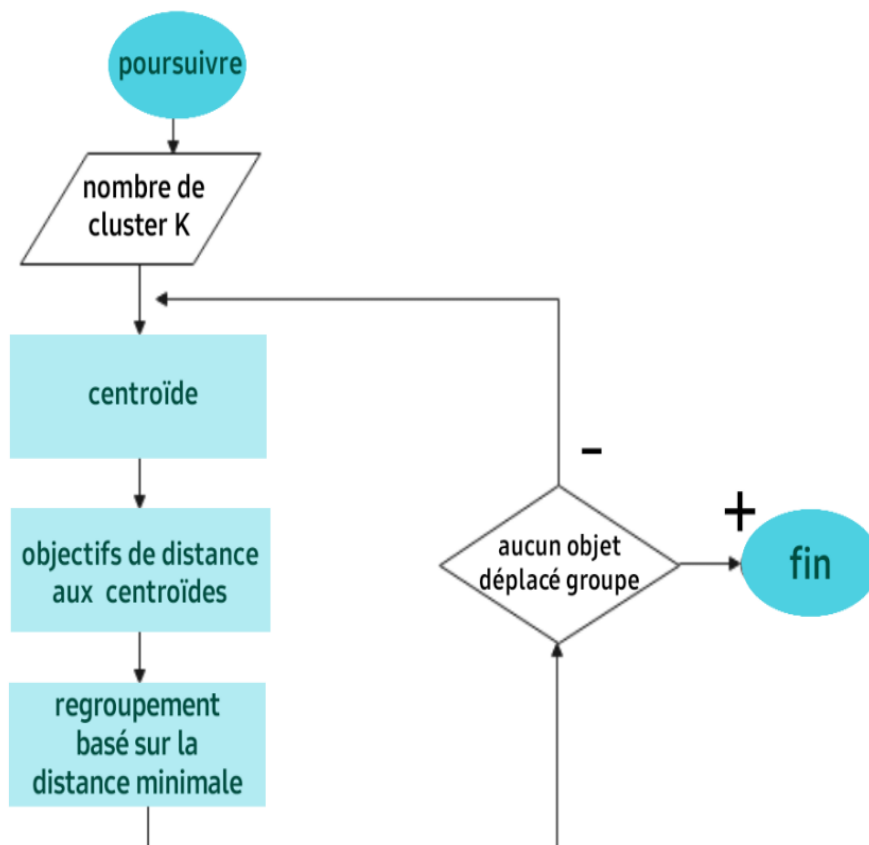 poursuivre
nombre de
cluster K
centroïde
objectifs de distance
aux centroïdes
regroupement
basé sur la
distance minimale
-
aucun objet
déplacé groupe
+
fin